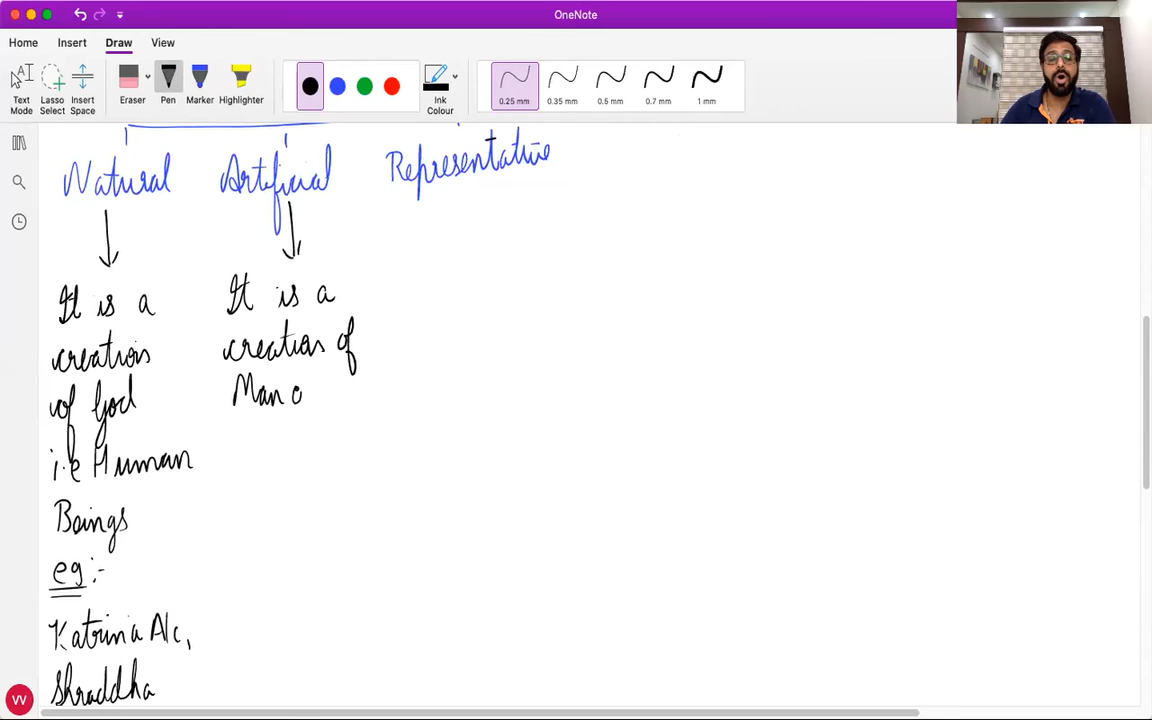 OneNote
Home Insert Draw View
Text Mode
Lasso Select
Insert Space
Eraser
Pen
Marker
Highlighter
Ink Colour
0.25 mm 0.35 mm 0.5 mm 0.7 mm 1 mm
Natural Artificial Representative
It is a
creation
of God
i.e Human
Beings
eg:-
Katrina A/c,
Shraddha
It is a
creation of
Man o
VV